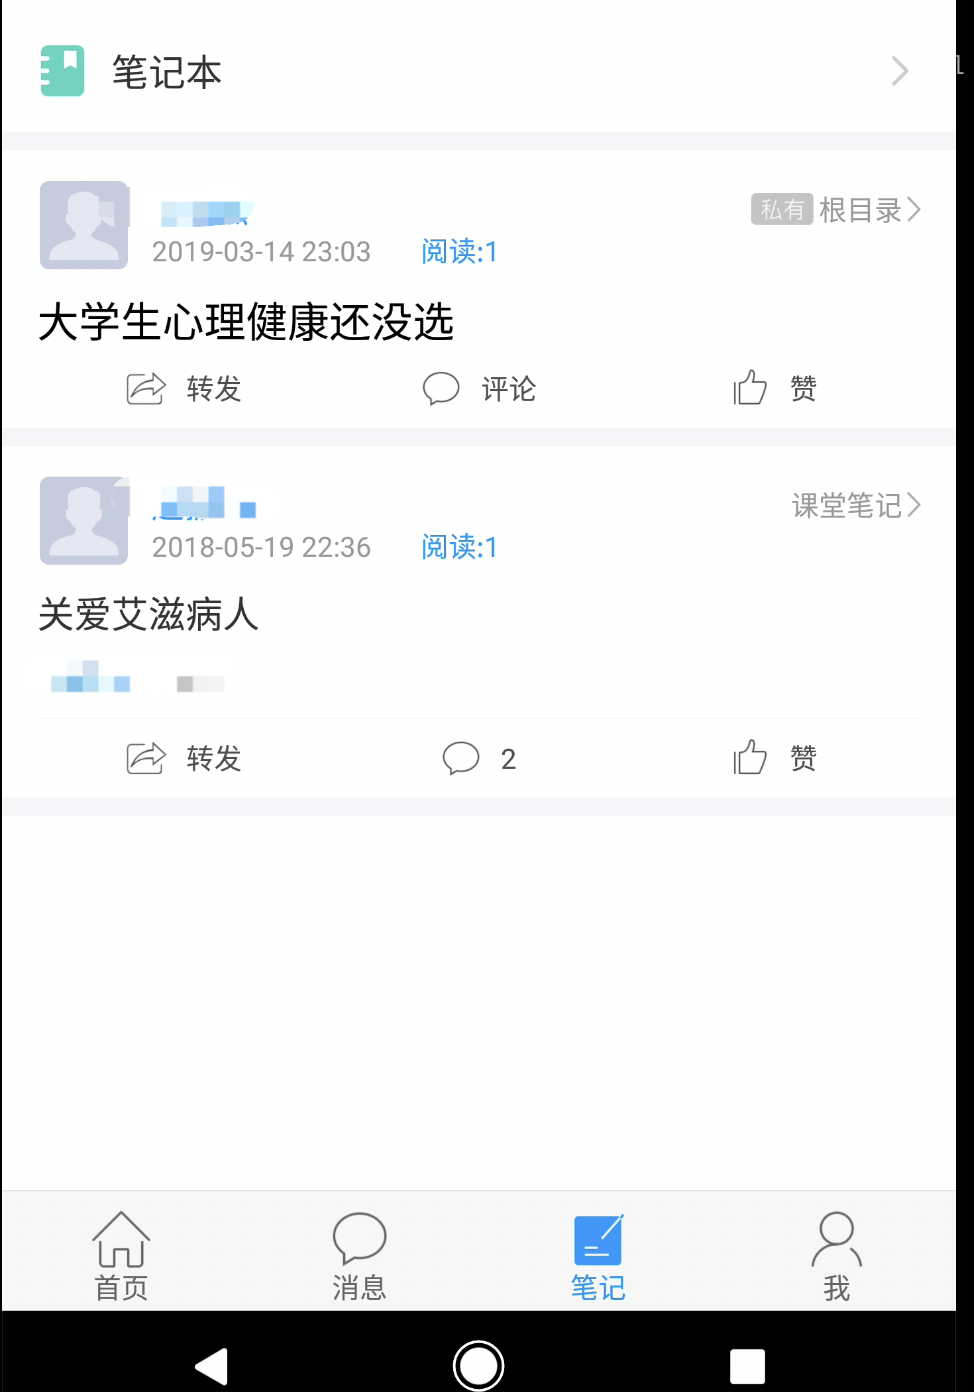 笔记本
私有 根目录
2019-03-14 23:03 阅读:1
大学生心理健康还没选
转发 评论 赞
课堂笔记
2018-05-19 22:36 阅读:1
关爱艾滋病人
转发 2 赞
首页 消息 笔记 我